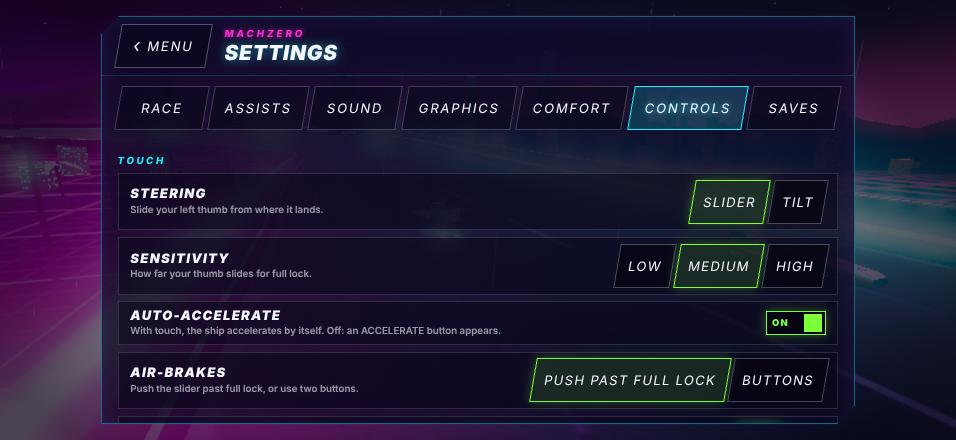 ‹ MENU
MACHZERO
SETTINGS
RACE
ASSISTS
SOUND
GRAPHICS
COMFORT
CONTROLS
SAVES
TOUCH
STEERING
Slide your left thumb from where it lands.
SLIDER
TILT
SENSITIVITY
How far your thumb slides for full lock.
LOW
MEDIUM
HIGH
AUTO-ACCELERATE
With touch, the ship accelerates by itself. Off: an ACCELERATE button appears.
ON
AIR-BRAKES
Push the slider past full lock, or use two buttons.
PUSH PAST FULL LOCK
BUTTONS